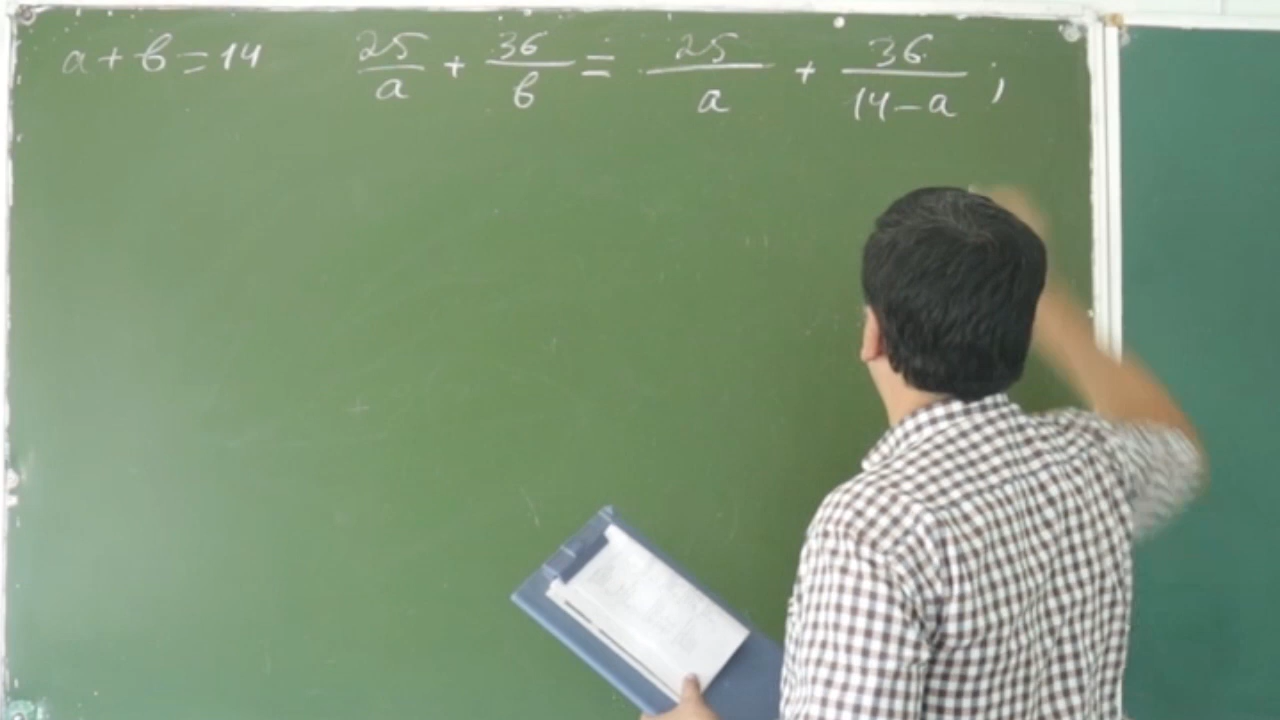 a + b = 14 25/a + 36/b = 25/a + 36/(14-a) ;